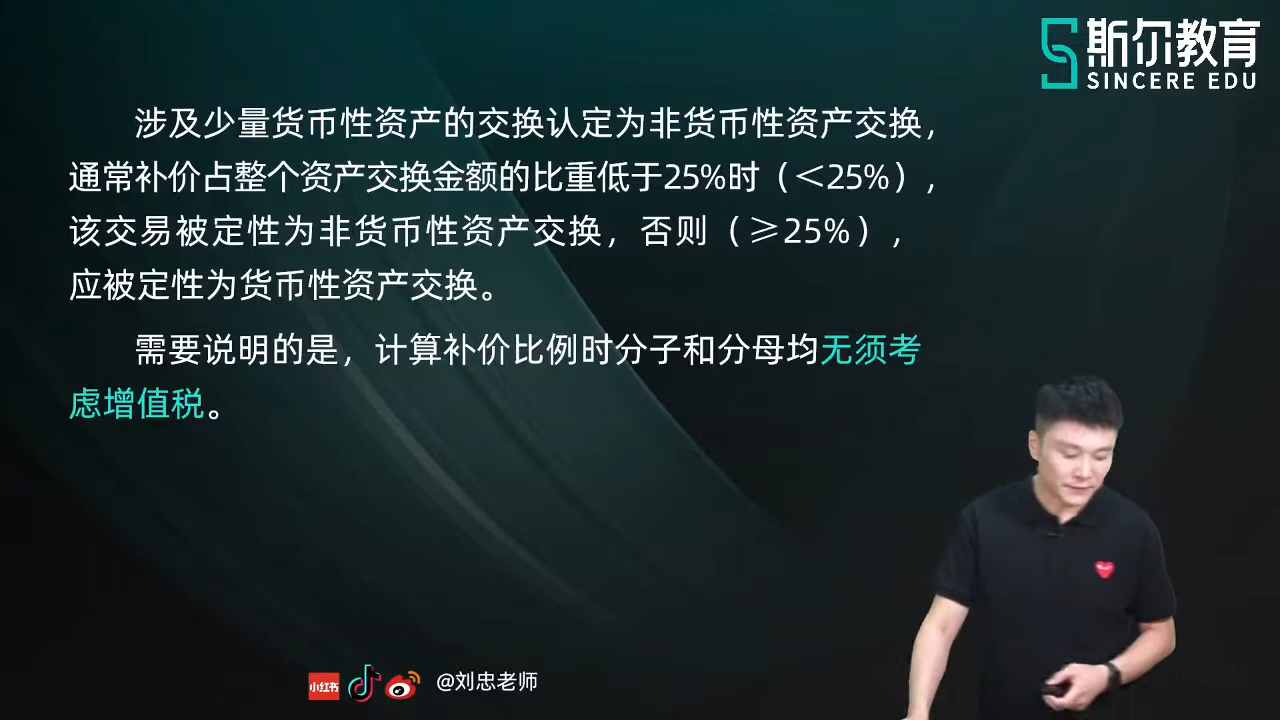 斯尔教育
SINCERE EDU
涉及少量货币性资产的交换认定为非货币性资产交换，
通常补价占整个资产交换金额的比重低于25%时（＜25%），
该交易被定性为非货币性资产交换，否则（≥25%），
应被定性为货币性资产交换。
需要说明的是，计算补价比例时分子和分母均无须考
虑增值税。
小红书
@刘忠老师